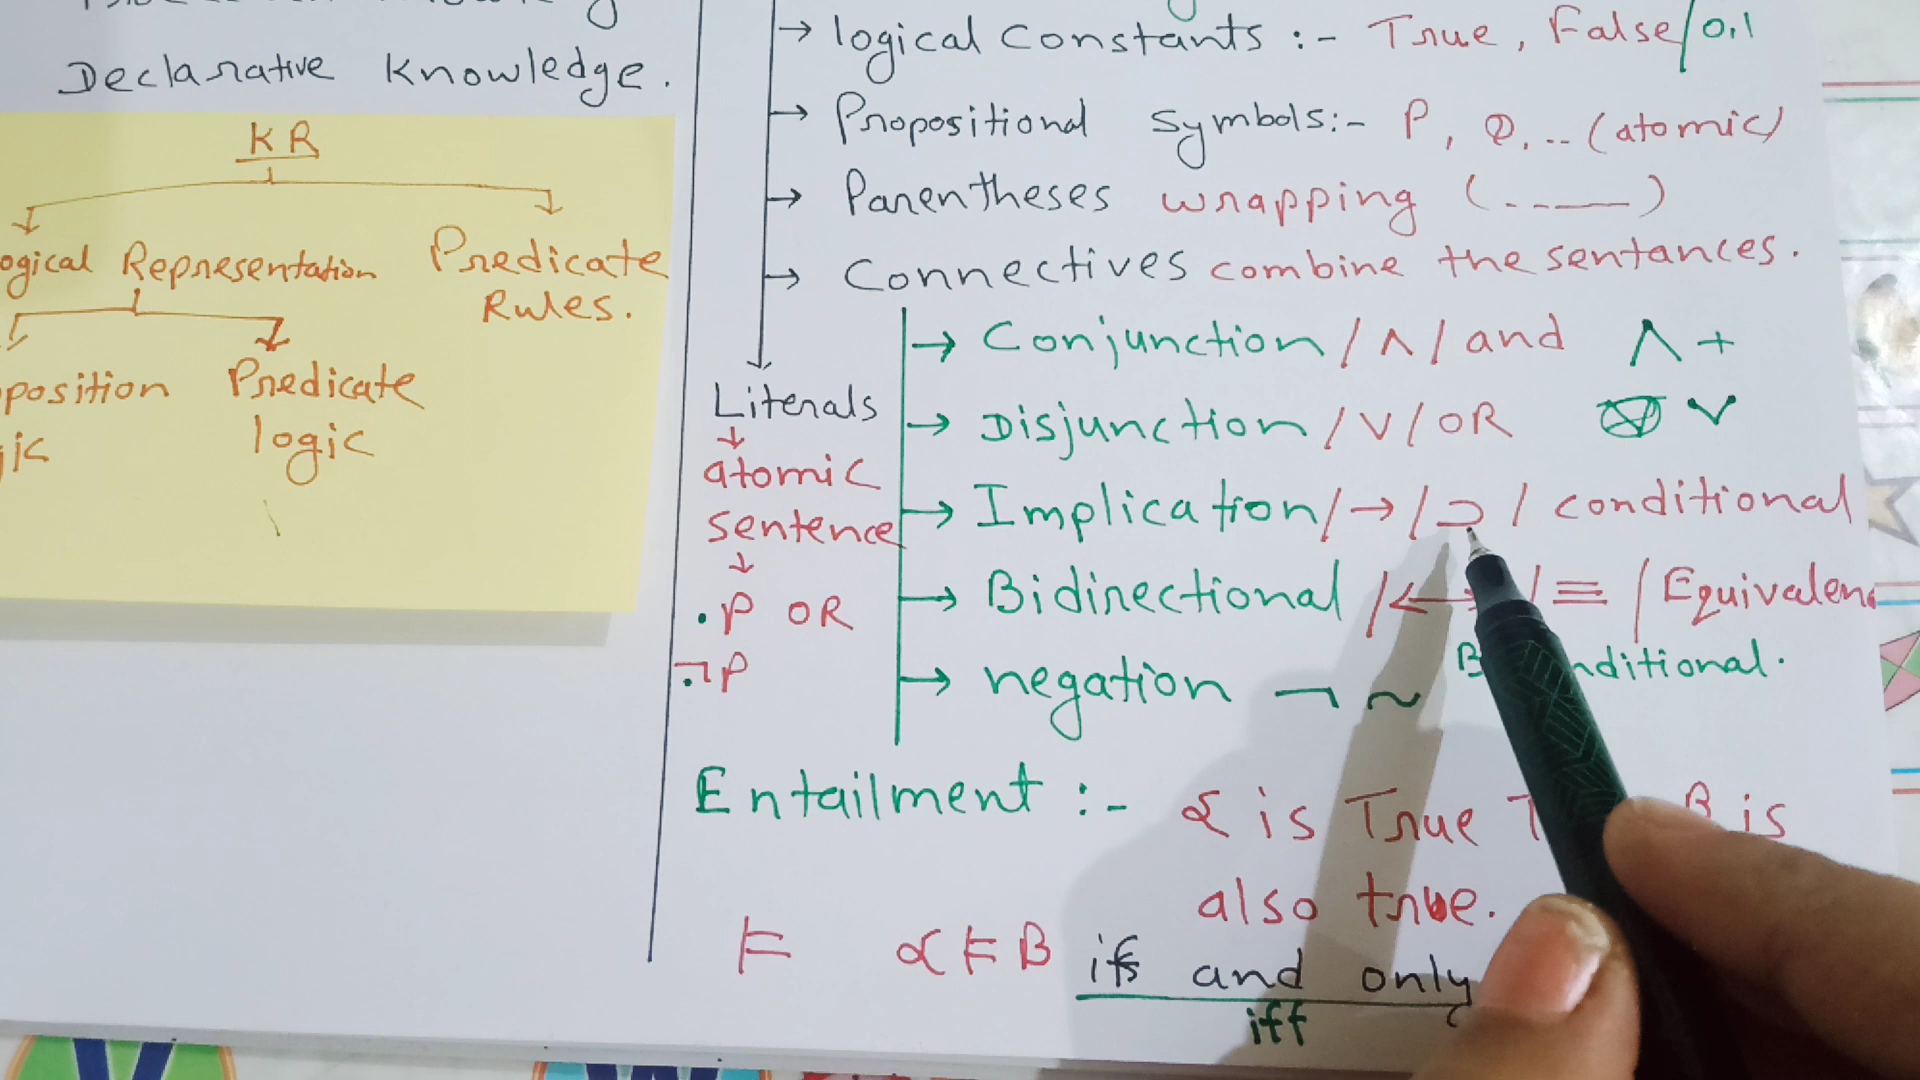 Declarative Knowledge.
KR
ogical Representation
Predicate Rules.
position
Predicate logic
→ logical constants :- True, False/0,1
→ Propositional symbols:- P, Q, .. (atomic)
→ Parentheses wrapping (.-——)
→ Connectives combine the sentances.
Literals
↓
atomic
sentence
↓
.P OR
.¬P
→ Conjunction / ∧ / and ∧ +
→ Disjunction / ∨ / OR ∨
→ Implication / → / ⊃ / conditional
→ Bidirectional / ↔ / ≡ / Equivalen
nditional.
→ negation ¬ ~
Entailment :- α is True B is
also true.
⊨ α ⊨ B if and only
iff